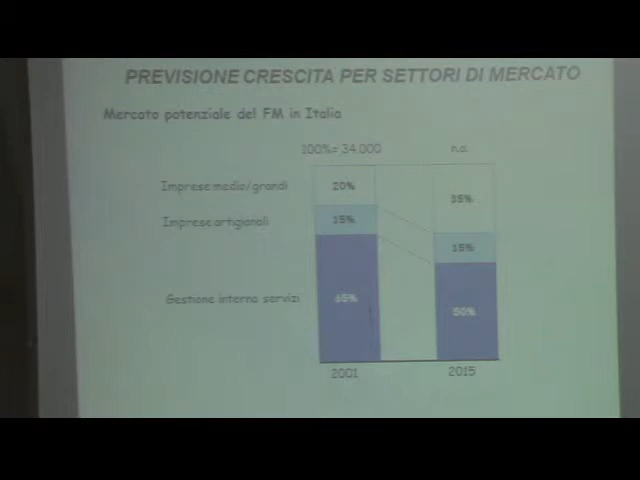 PREVISIONE CRESCITA PER SETTORI DI MERCATO
Mercato potenziale del FM in Italia
100%= 34.000 n.a.
Imprese medio/grandi 20% 35%
Imprese artigianali 15% 15%
Gestione interna servizi 65% 50%
2001 2015